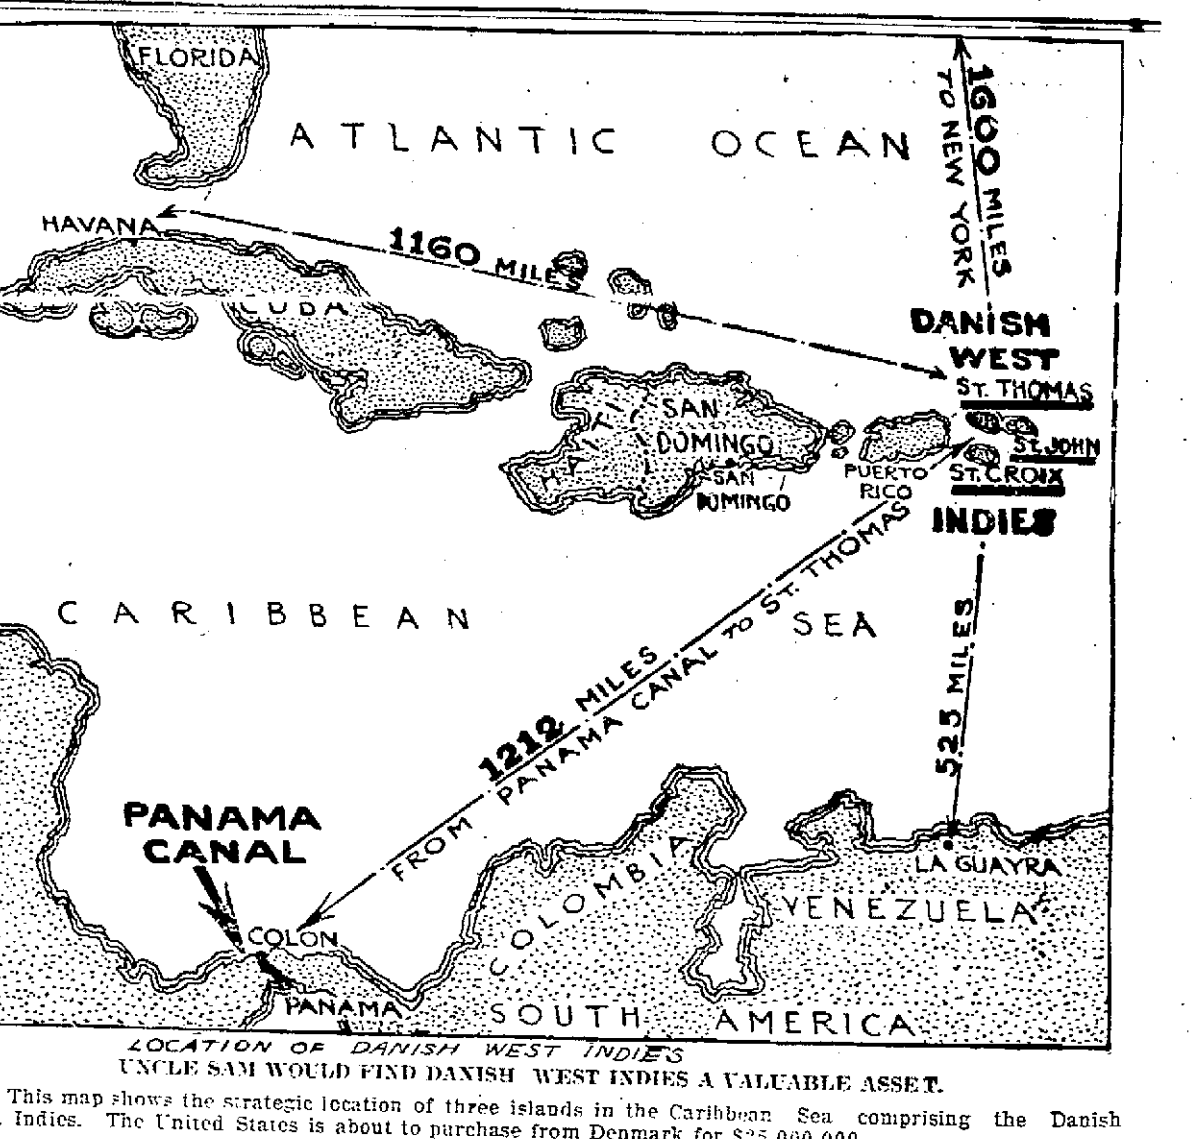 FLORIDA
ATLANTIC OCEAN
1600 MILES
TO NEW YORK
HAVANA
1160 MILES
CUBA
DANISH
WEST
ST. THOMAS
HAITI
SAN
DOMINGO
SAN
DOMINGO
PUERTO
RICO
ST. JOHN
ST. CROIX
INDIES
CARIBBEAN SEA
525 MILES
1212 MILES
FROM PANAMA CANAL TO ST. THOMAS
PANAMA
CANAL
COLON
PANAMA
COLOMBIA
LA GUAYRA
VENEZUELA
SOUTH AMERICA
LOCATION OF DANISH WEST INDIES
UNCLE SAM WOULD FIND DANISH WEST INDIES A VALUABLE ASSET.
This map shows the strategic location of three islands in the Caribbean Sea comprising the Danish
Indies. The United States is about to purchase from Denmark for $25,000,000